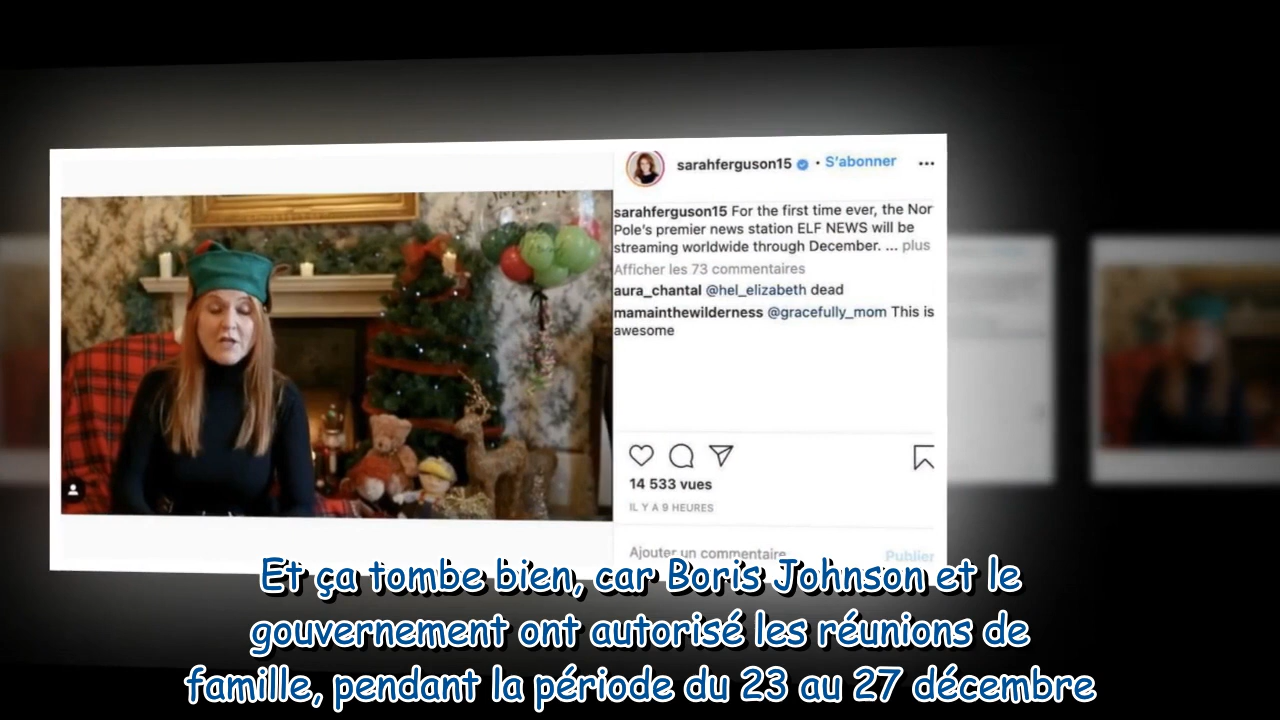 sarahferguson15 • S'abonner
sarahferguson15 For the first time ever, the Nor
Pole's premier news station ELF NEWS will be
streaming worldwide through December. ... plus
Afficher les 73 commentaires
aura_chantal @hel_elizabeth dead
mamainthewilderness @gracefully_mom This is
awesome
14 533 vues
IL Y A 9 HEURES
Ajouter un commentaire
Publier
Et ça tombe bien, car Boris Johnson et le
gouvernement ont autorisé les réunions de
famille, pendant la période du 23 au 27 décembre